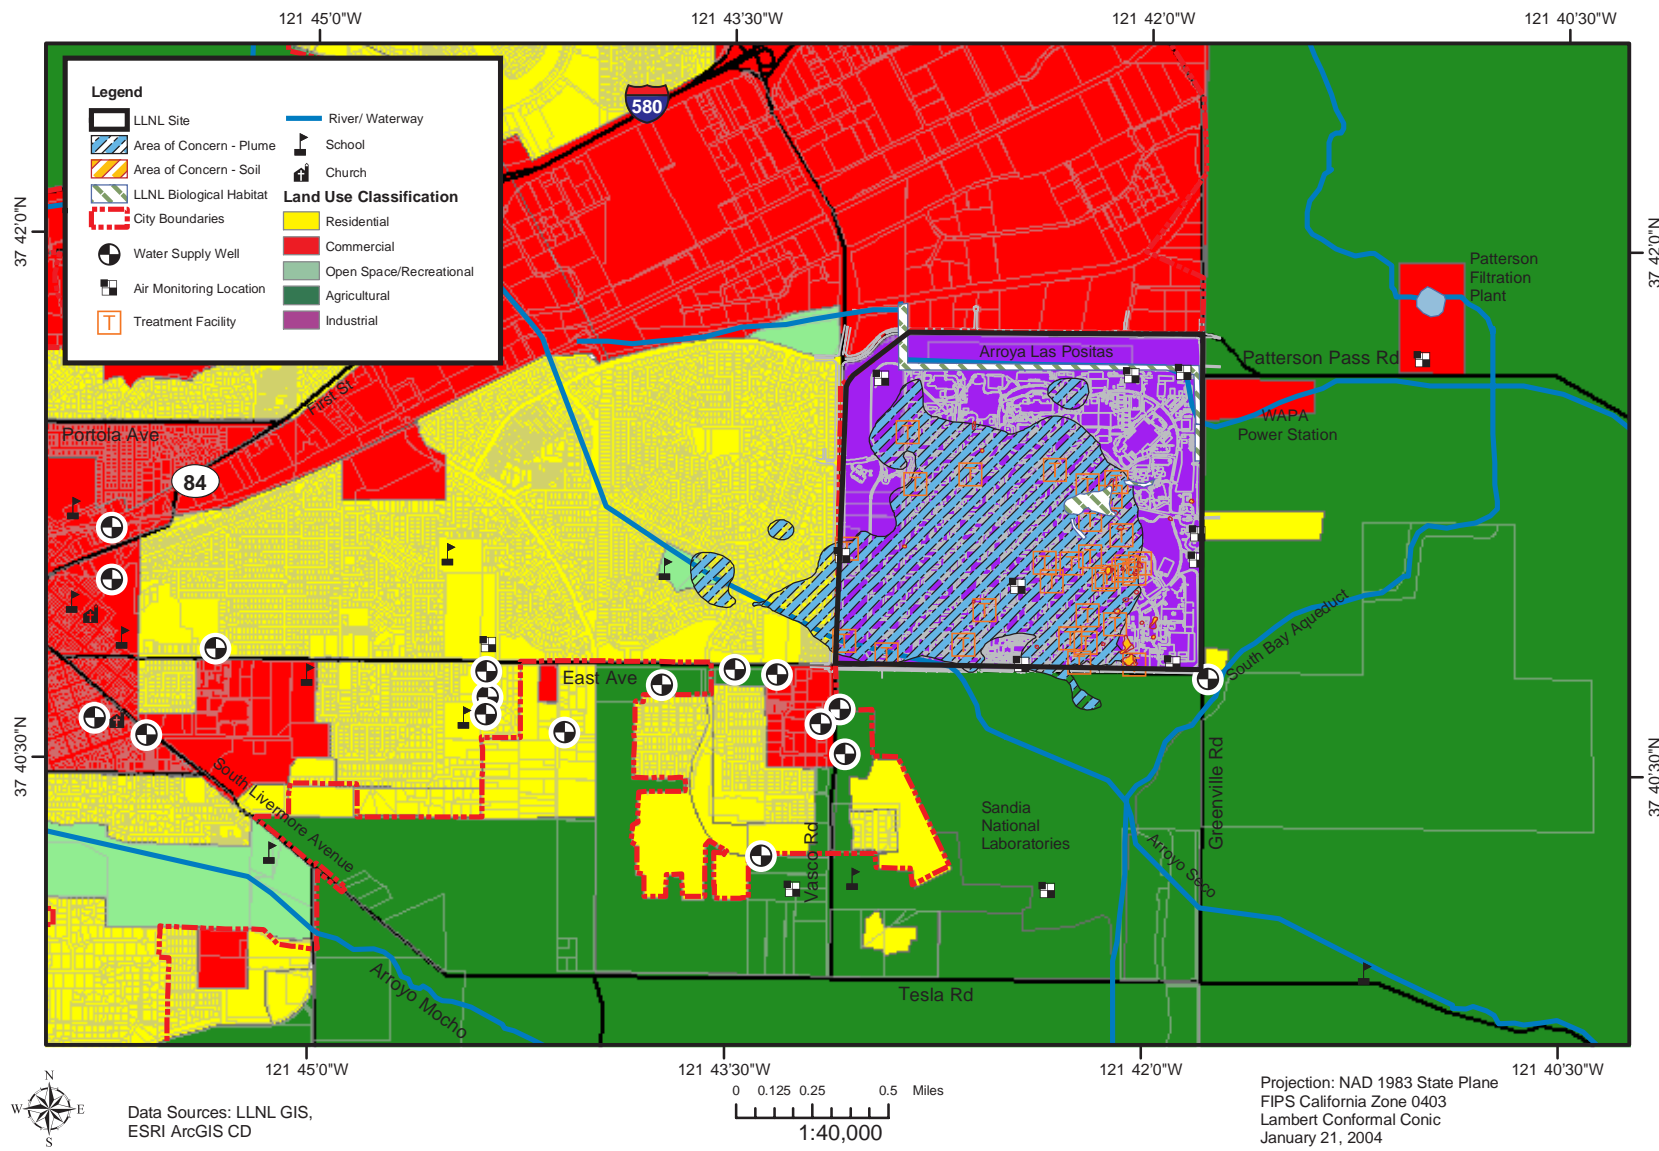 121 45'0"W
121 43'30"W
121 42'0"W
121 40'30"W
37 42'0"N
37 40'30"N
Legend
LLNL Site
Area of Concern - Plume
Area of Concern - Soil
LLNL Biological Habitat
City Boundaries
Water Supply Well
Air Monitoring Location
T
Treatment Facility
River/ Waterway
School
Church
Land Use Classification
Residential
Commercial
Open Space/Recreational
Agricultural
Industrial
580
84
First St
Portola Ave
Arroya Las Positas
Patterson
Filtration
Plant
Patterson Pass Rd
WAPA
Power Station
South Bay Aqueduct
East Ave
South Livermore Avenue
Vasco Rd
Sandia
National
Laboratories
Greenville Rd
Arroyo Seco
Arroyo Mocho
Tesla Rd
37 42'0"N
37 40'30"N
121 45'0"W
121 43'30"W
121 42'0"W
121 40'30"W
N
W
E
S
Data Sources: LLNL GIS,
ESRI ArcGIS CD
0 0.125 0.25 0.5 Miles
1:40,000
Projection: NAD 1983 State Plane
FIPS California Zone 0403
Lambert Conformal Conic
January 21, 2004